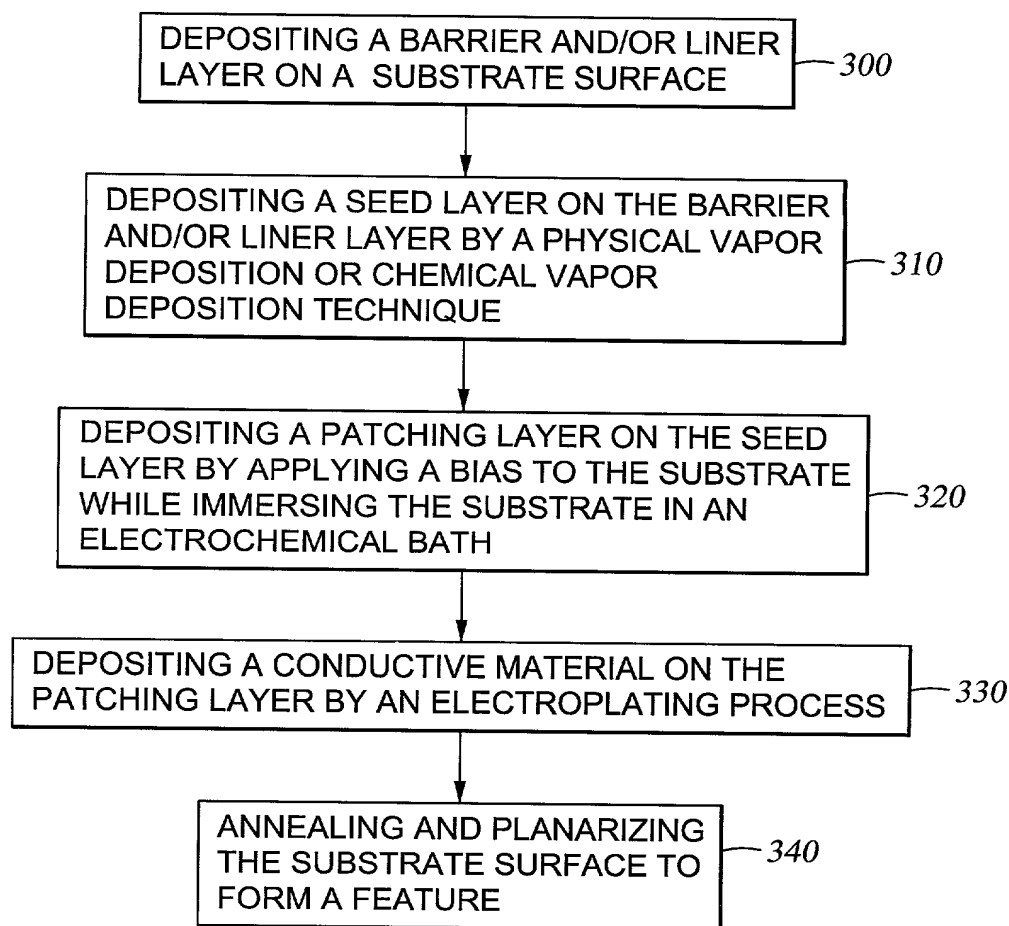 DEPOSITING A BARRIER AND/OR LINER
LAYER ON A SUBSTRATE SURFACE
300
DEPOSITING A SEED LAYER ON THE BARRIER
AND/OR LINER LAYER BY A PHYSICAL VAPOR
DEPOSITION OR CHEMICAL VAPOR
DEPOSITION TECHNIQUE
310
DEPOSITING A PATCHING LAYER ON THE SEED
LAYER BY APPLYING A BIAS TO THE SUBSTRATE
WHILE IMMERSING THE SUBSTRATE IN AN
ELECTROCHEMICAL BATH
320
DEPOSITING A CONDUCTIVE MATERIAL ON THE
PATCHING LAYER BY AN ELECTROPLATING PROCESS
330
ANNEALING AND PLANARIZING
THE SUBSTRATE SURFACE TO
FORM A FEATURE
340